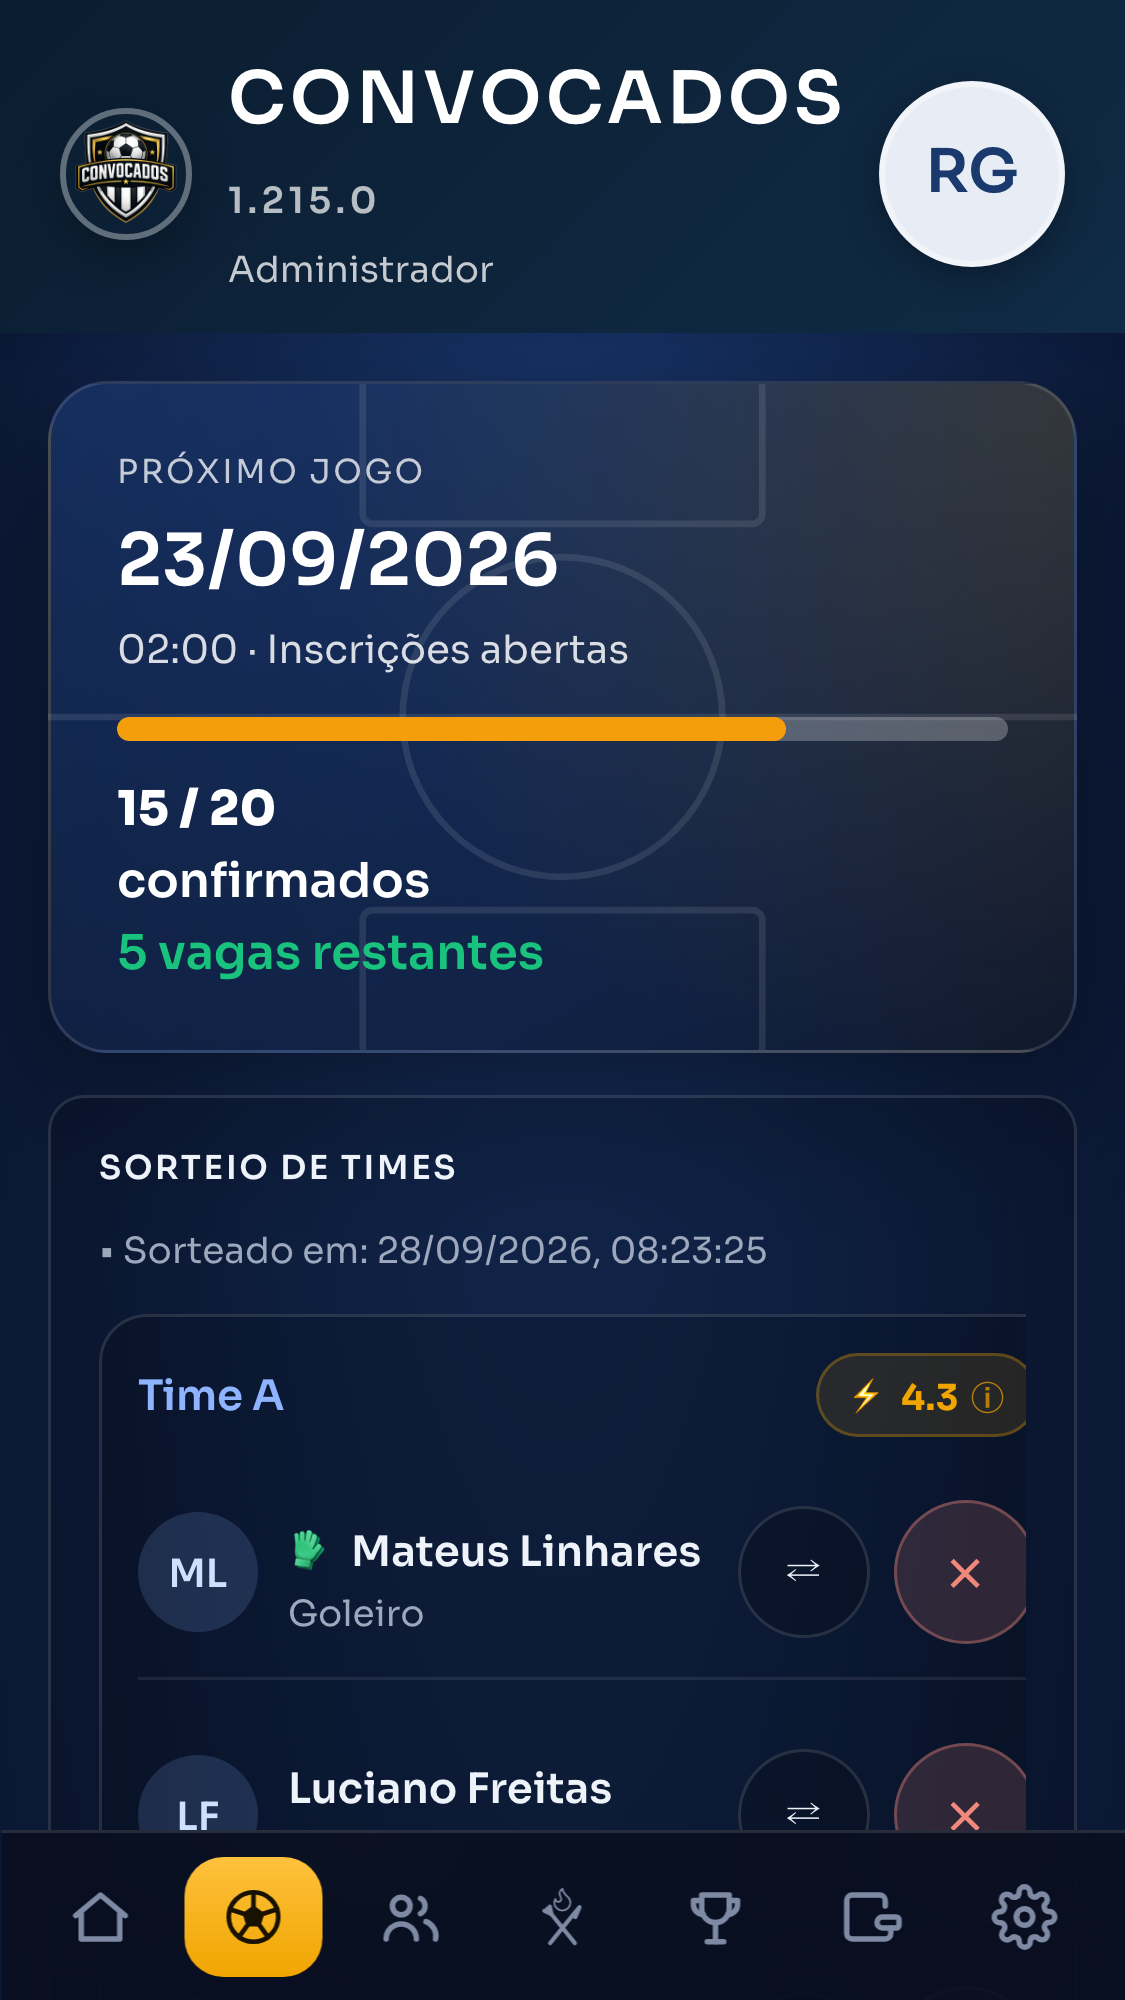 CONVOCADOS
CONVOCADOS
1.215.0
Administrador
RG
PRÓXIMO JOGO
23/09/2026
02:00 · Inscrições abertas
15 / 20
confirmados
5 vagas restantes
SORTEIO DE TIMES
▪ Sorteado em: 28/09/2026, 08:23:25
Time A
⚡ 4.3 ⓘ
ML
Mateus Linhares
Goleiro
LF
Luciano Freitas